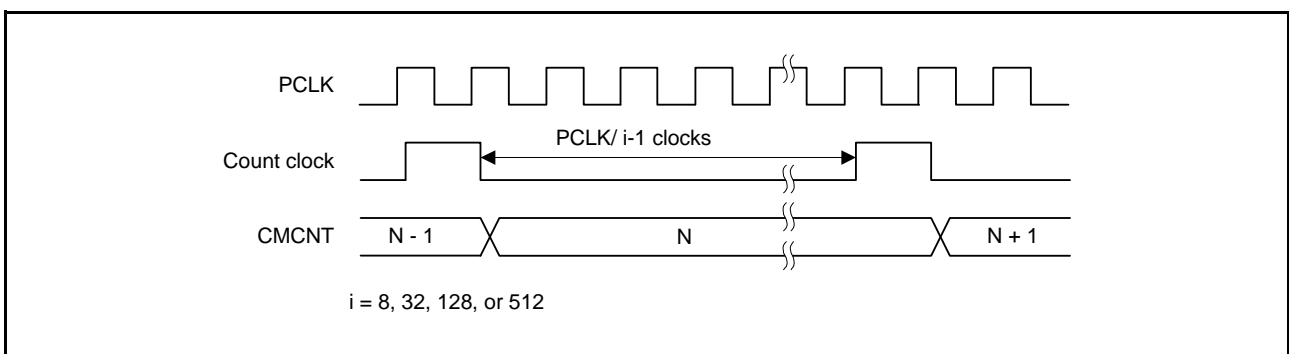 PCLK
PCLK/ i-1 clocks
Count clock
CMCNT N - 1 N N + 1
i = 8, 32, 128, or 512